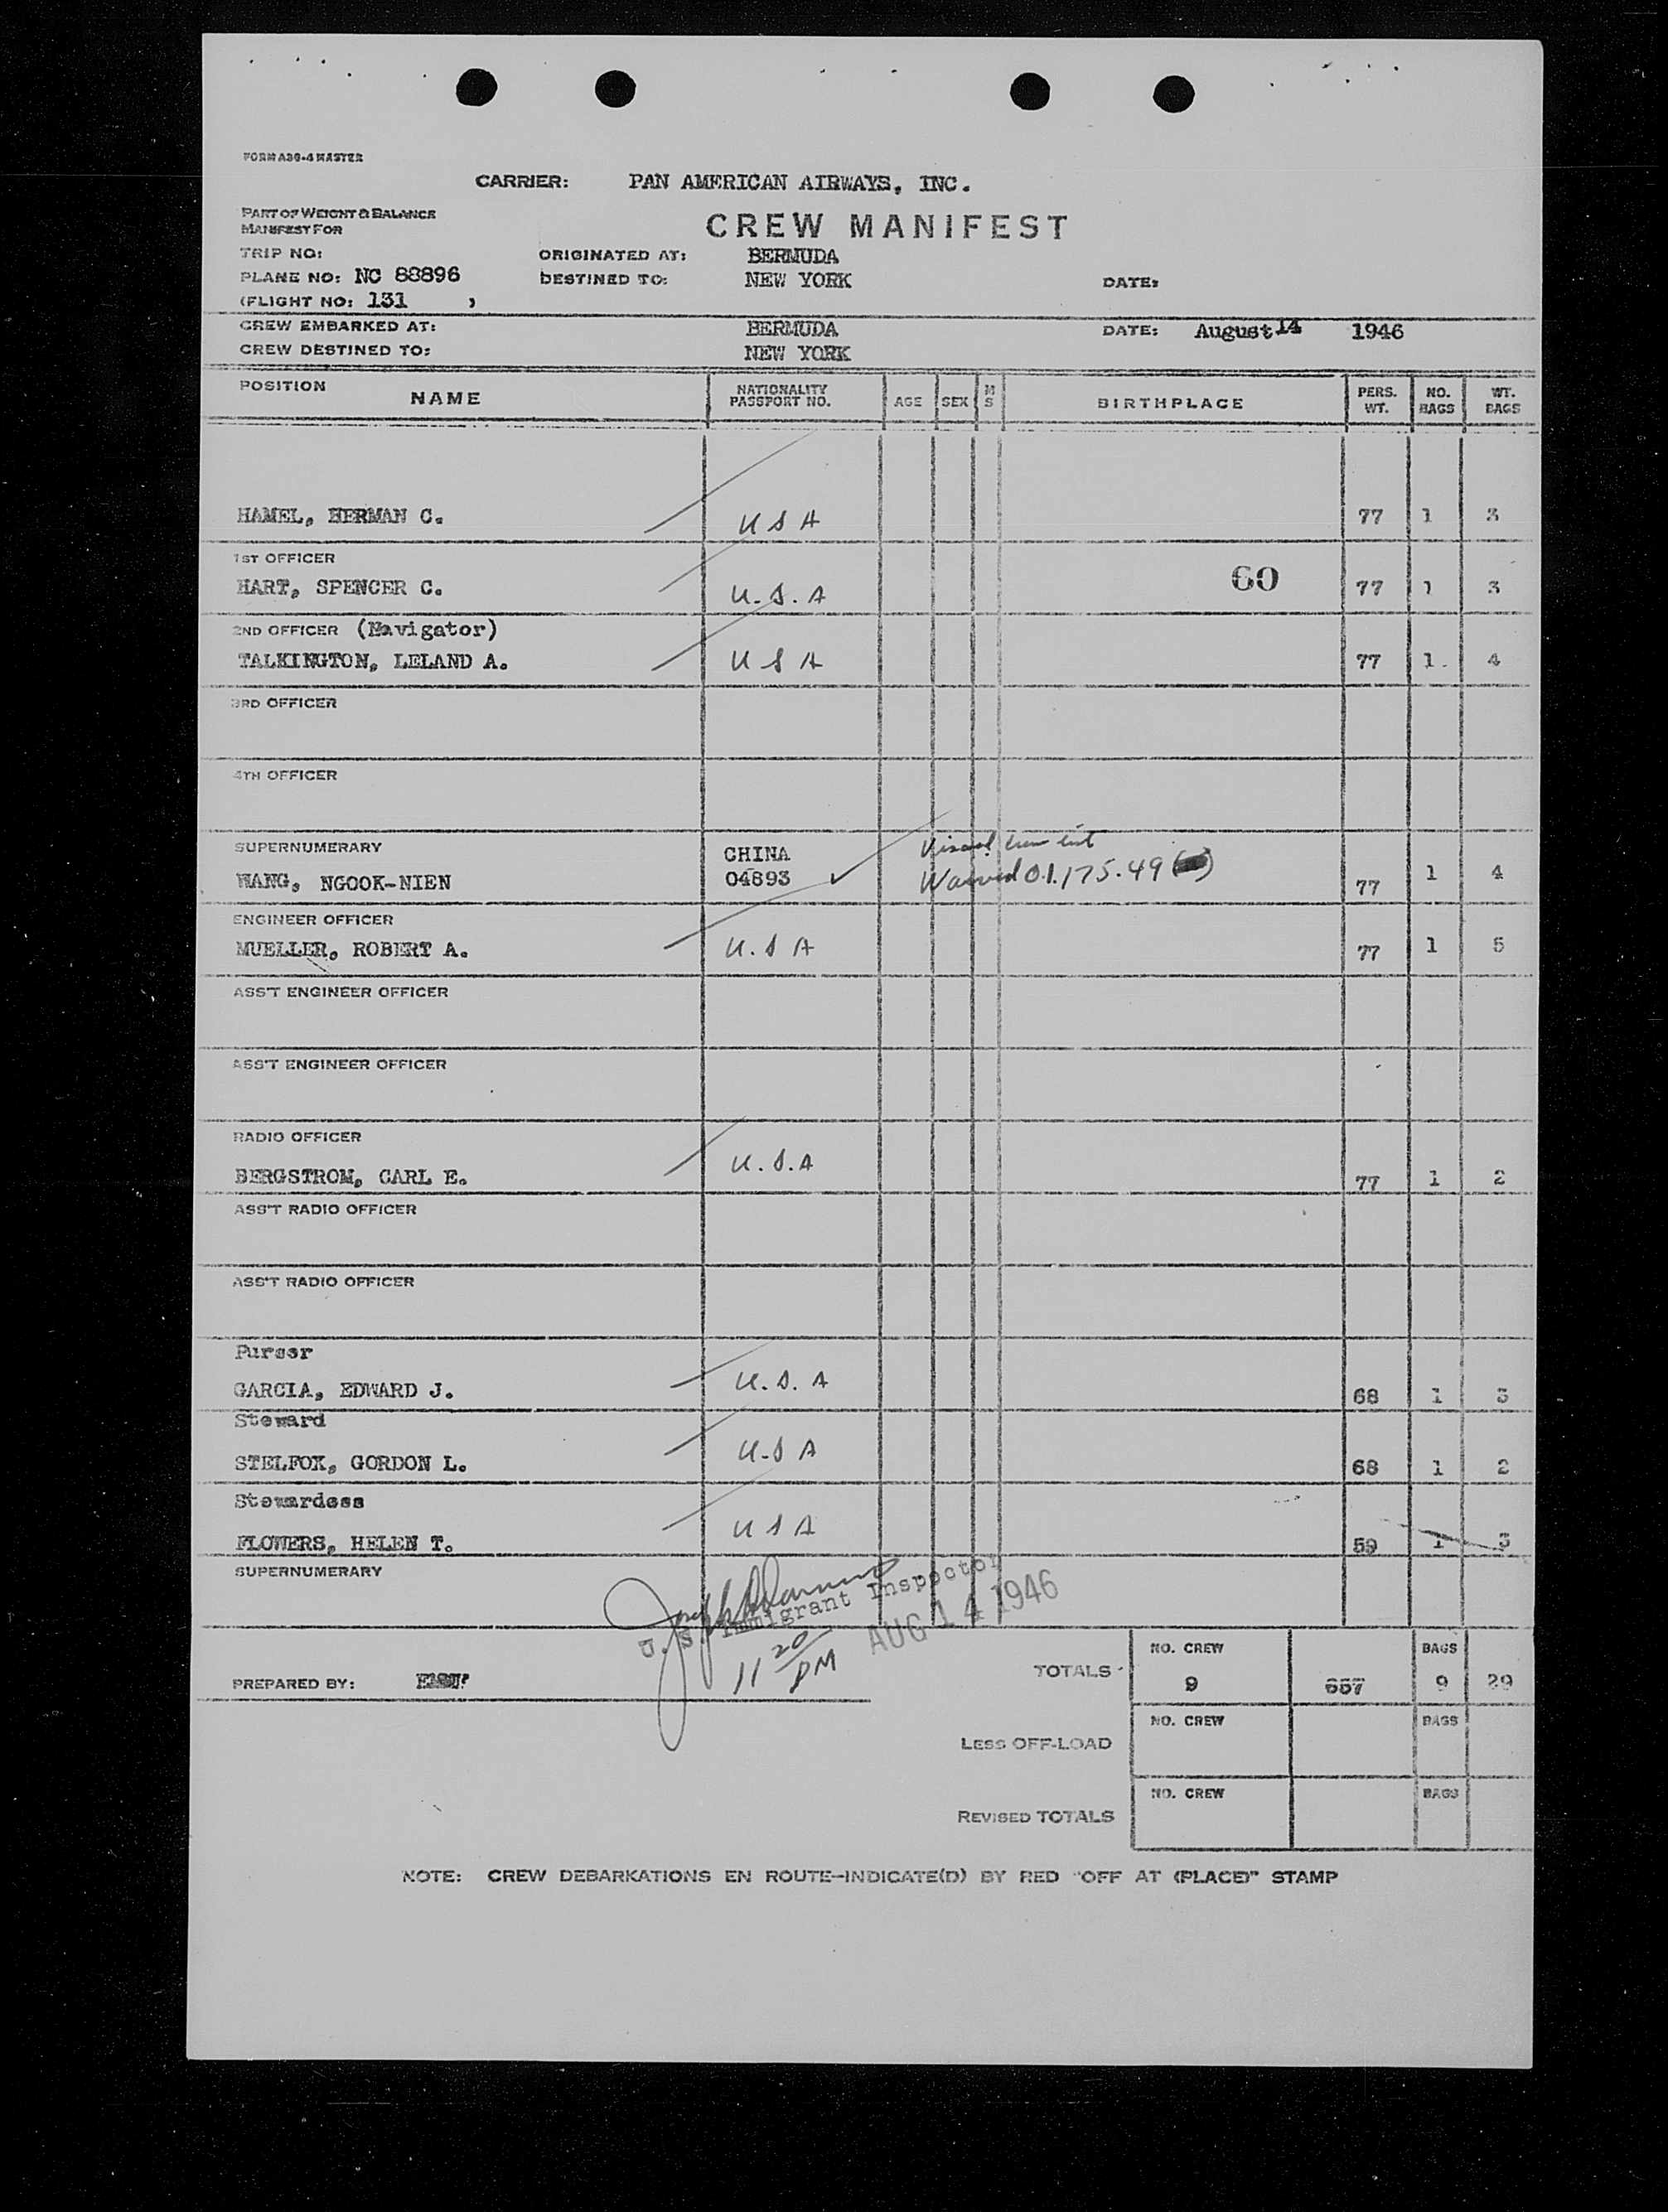 FORM A30-4 MASTER
CARRIER: PAN AMERICAN AIRWAYS, INC.
PART OF WEIGHT & BALANCE
MANIFEST FOR
CREW MANIFEST
TRIP NO: ORIGINATED AT: BERMUDA
PLANE NO: NC 88896 DESTINED TO: NEW YORK DATE:
(FLIGHT NO: 131 )
CREW EMBARKED AT: BERMUDA DATE: August 14 1946
CREW DESTINED TO: NEW YORK
POSITION NAME NATIONALITY PASSPORT NO. AGE SEX M S BIRTHPLACE PERS. WT. NO. BAGS WT. BAGS
HAMEL, HERMAN C. USA 77 1 3
1ST OFFICER
HART, SPENCER C. U.S.A 60 77 1 3
2ND OFFICER (Navigator)
TALKINGTON, LELAND A. USA 77 1. 4
3RD OFFICER
4TH OFFICER
SUPERNUMERARY CHINA Visaed crew list
WANG, NGOOK-NIEN 04893 ✓ Waived 0.1.175.49 77 1 4
ENGINEER OFFICER
MUELLER, ROBERT A. U.S A 77 1 5
ASS'T ENGINEER OFFICER
ASS'T ENGINEER OFFICER
RADIO OFFICER
BERGSTROM, CARL E. U.S.A 77 1 2
ASS'T RADIO OFFICER
ASS'T RADIO OFFICER
Purser
GARCIA, EDWARD J. U.S. A 68 1 3
Steward
STELFOX, GORDON L. U-S A 68 1 2
Stewardess
FLOWERS, HELEN T. USA 59 1 3
SUPERNUMERARY
U. S. Immigrant Inspector
AUG 14 1946
11 20 PM
PREPARED BY:
TOTALS NO. CREW 9 657 BAGS 9 29
LESS OFF-LOAD NO. CREW BAGS
REVISED TOTALS NO. CREW BAGS
NOTE: CREW DEBARKATIONS EN ROUTE-INDICATE(D) BY RED "OFF AT (PLACE)" STAMP